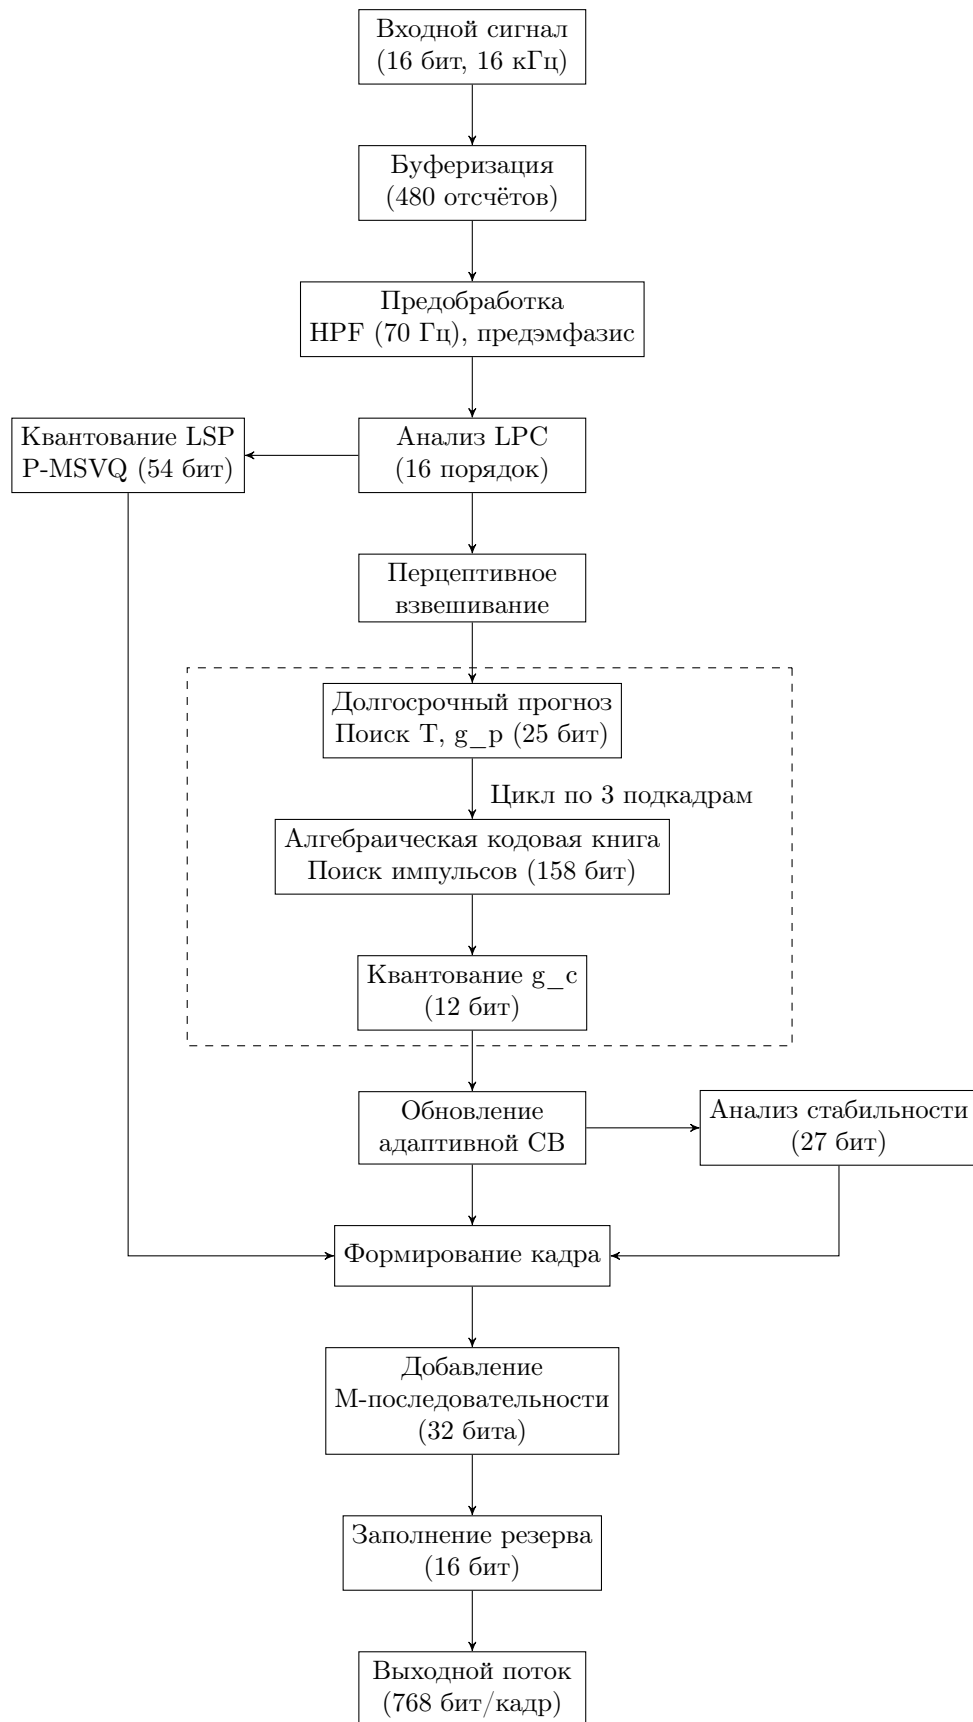 Входной сигнал
(16 бит, 16 кГц)
Буферизация
(480 отсчётов)
Предобработка
HPF (70 Гц), предэмфазис
Квантование LSP
P-MSVQ (54 бит)
Анализ LPC
(16 порядок)
Перцептивное
взвешивание
Долгосрочный прогноз
Поиск T, g_p (25 бит)
Цикл по 3 подкадрам
Алгебраическая кодовая книга
Поиск импульсов (158 бит)
Квантование g_c
(12 бит)
Обновление
адаптивной CB
Анализ стабильности
(27 бит)
Формирование кадра
Добавление
М-последовательности
(32 бита)
Заполнение резерва
(16 бит)
Выходной поток
(768 бит/кадр)